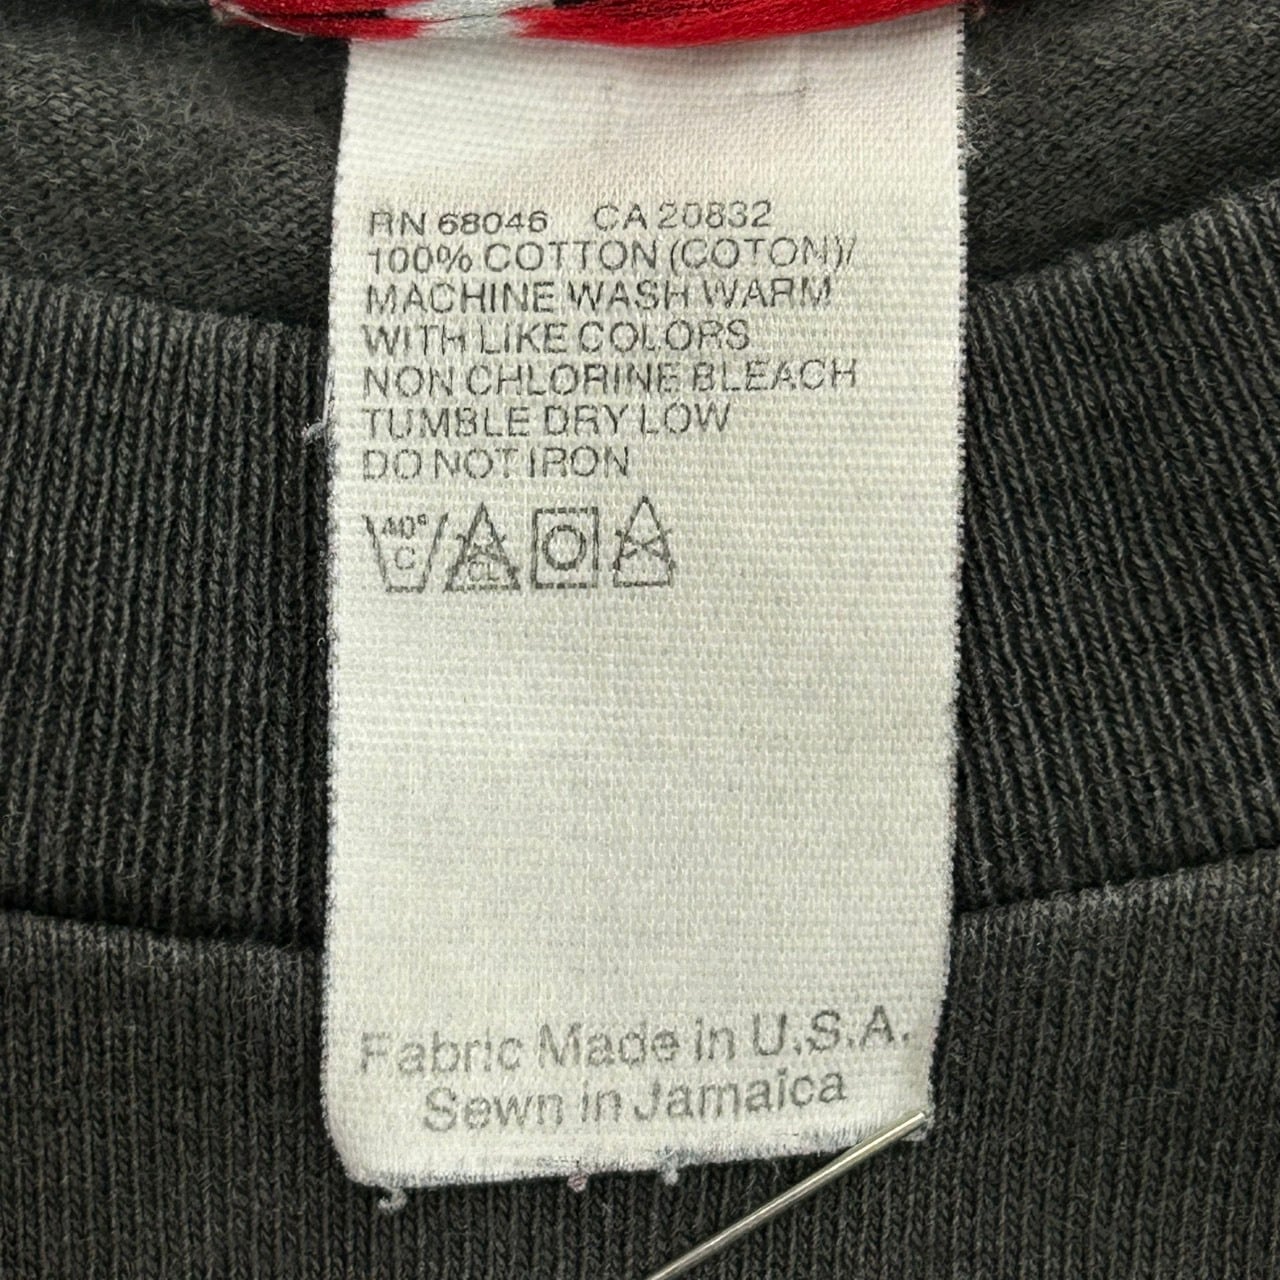 RN 68046 CA 20832
100% COTTON (COTON)/
MACHINE WASH WARM
WITH LIKE COLORS
NON CHLORINE BLEACH
TUMBLE DRY LOW
DO NOT IRON
40°
C CL
Fabric Made in U.S.A.
Sewn in Jamaica